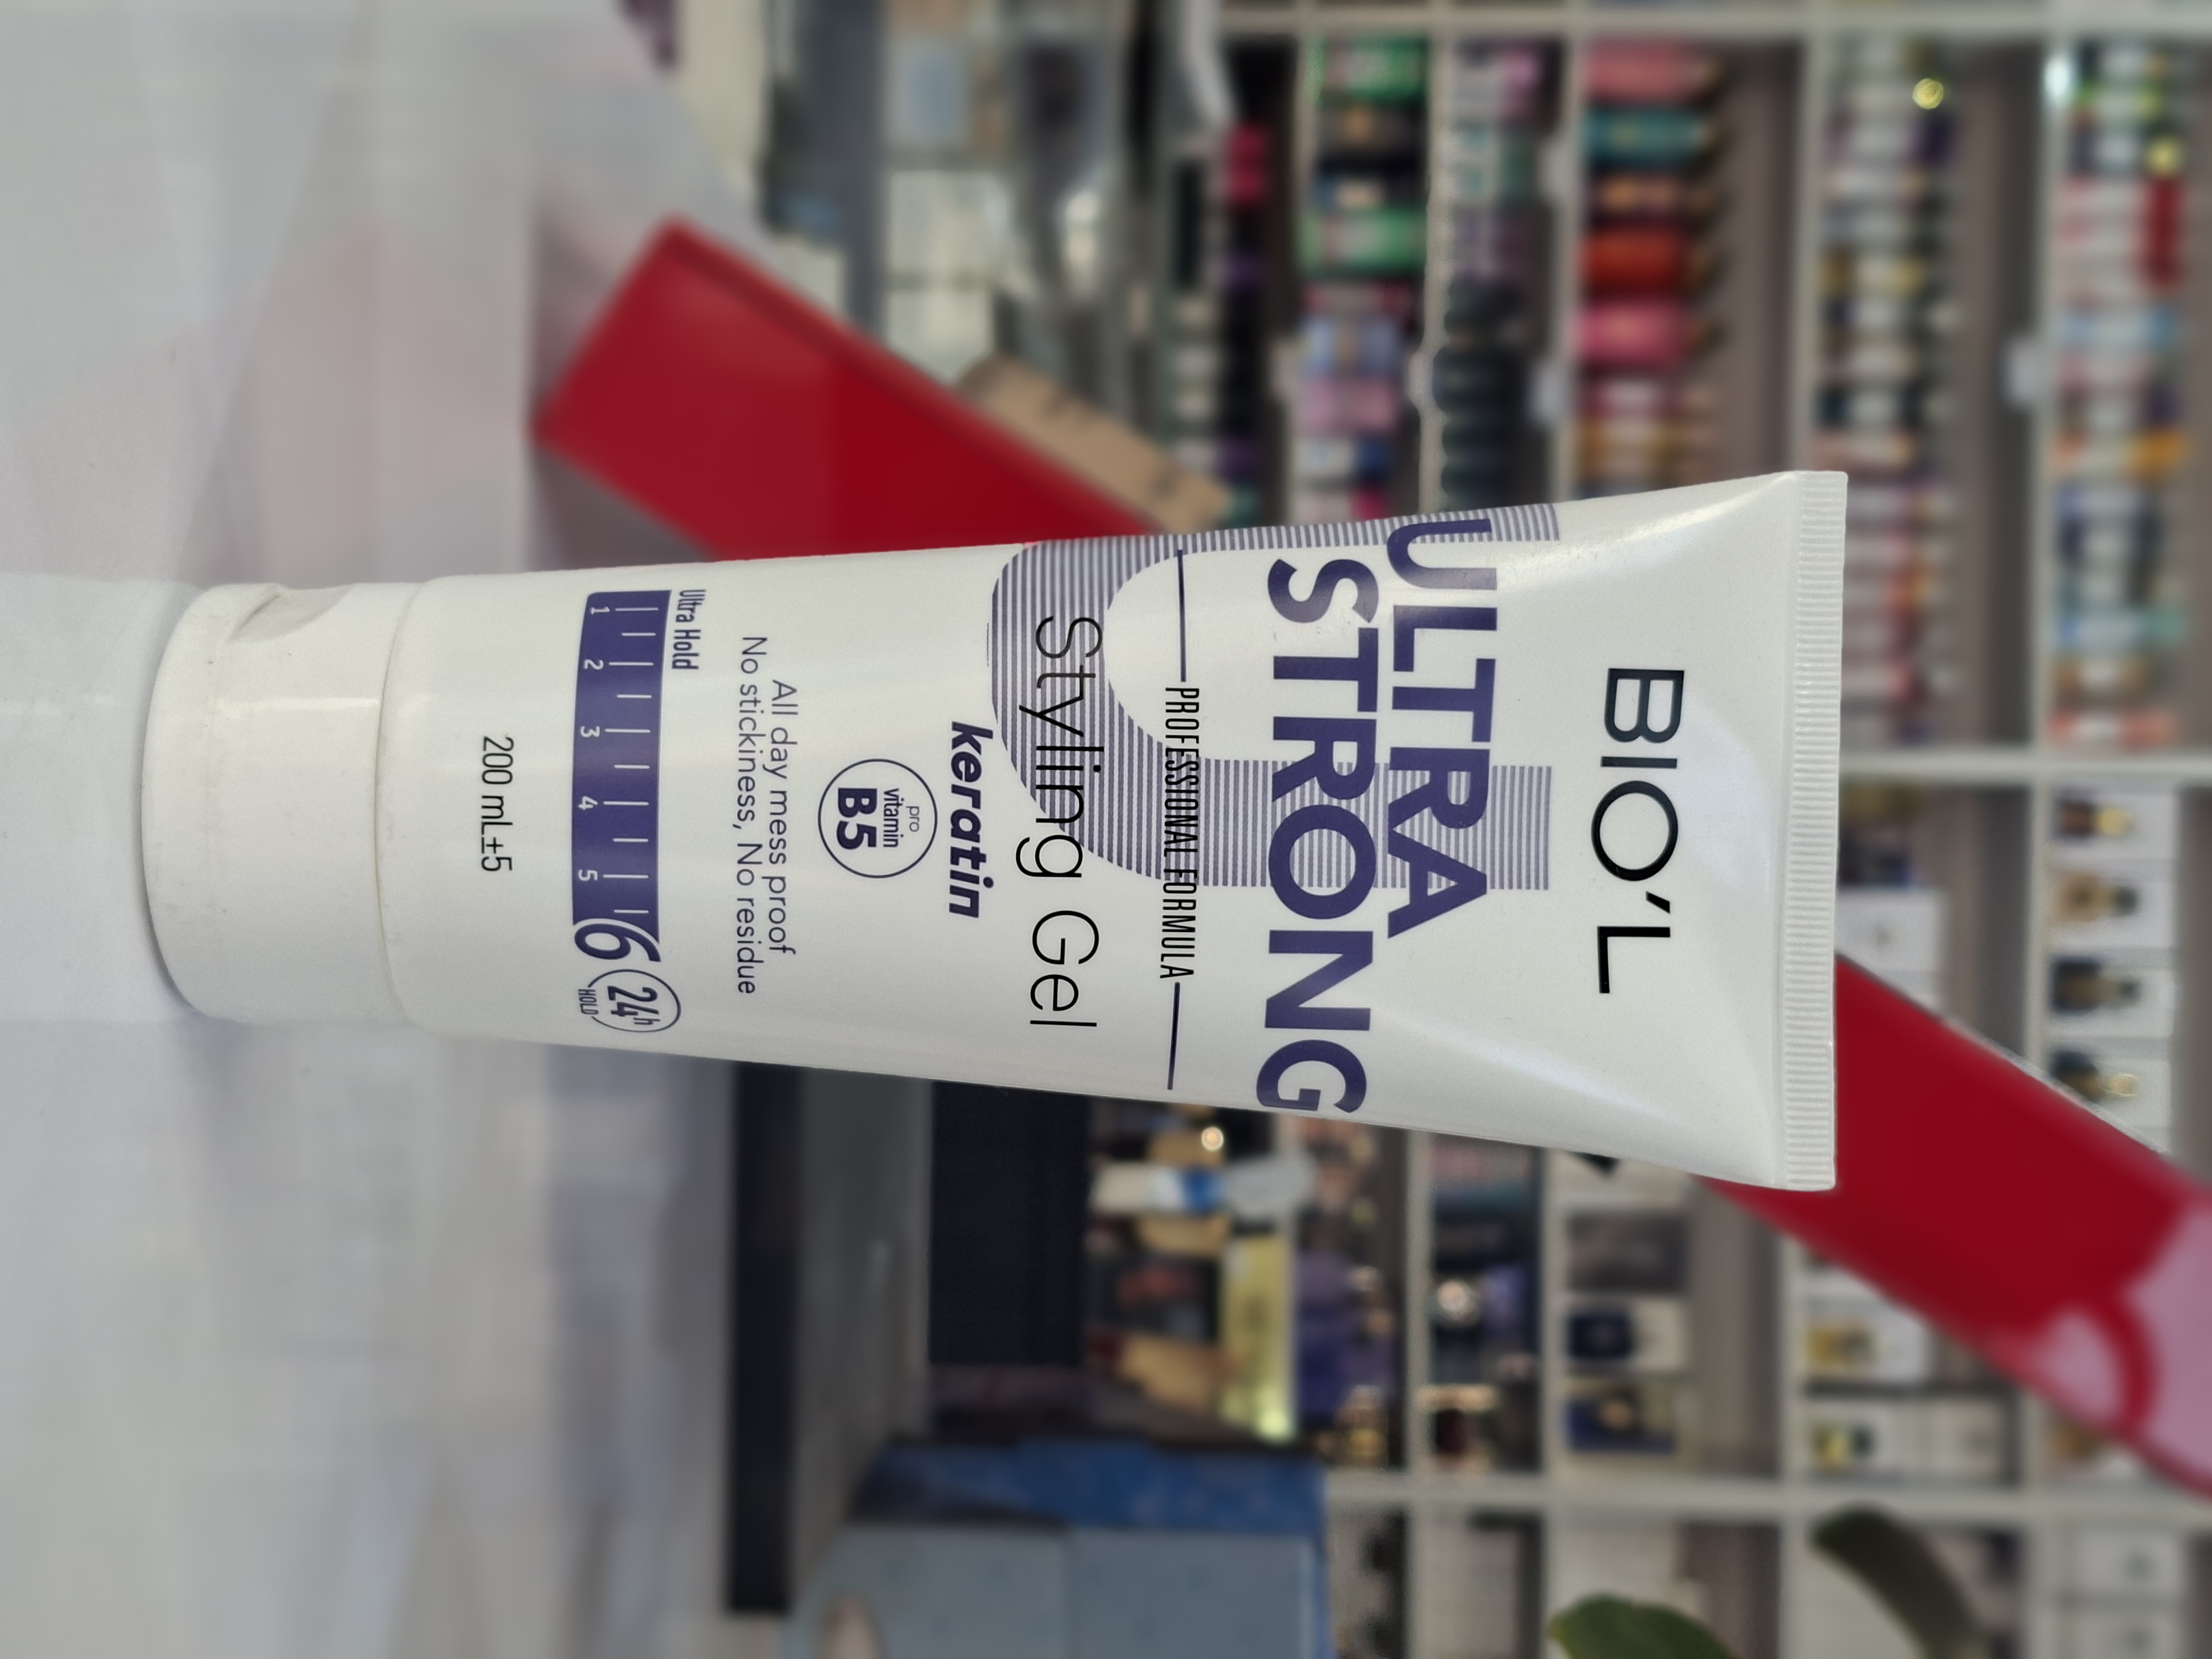 BIO'L
ULTRA
STRONG
PROFESSIONAL FORMULA
Styling Gel
keratin
pro
vitamin
B5
All day mess proof
No stickiness, No residue
Ultra Hold
1 2 3 4 5 6
24h
HOLD
200 mL±5